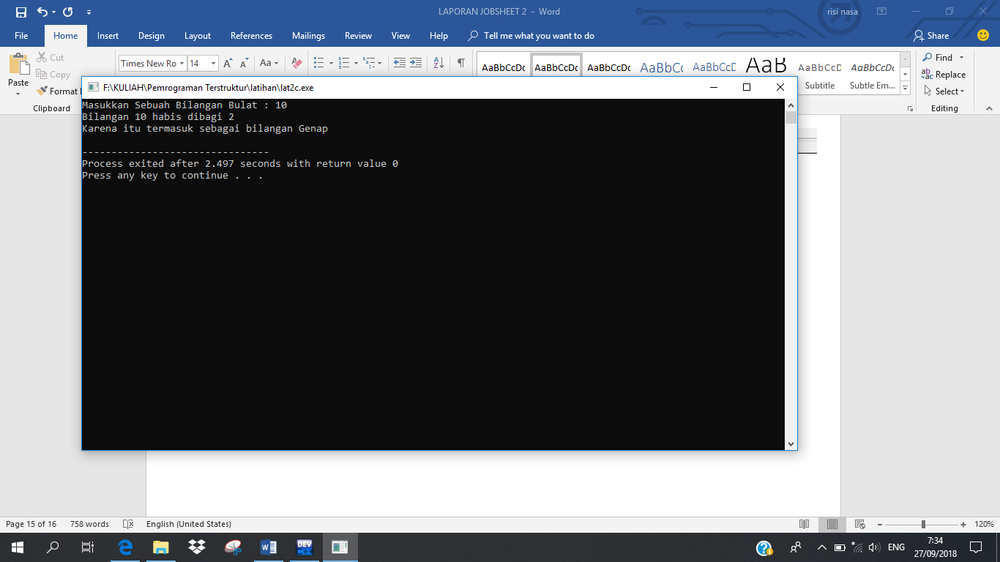 LAPORAN JOBSHEET 2 - Word
risi nasa
File Home Insert Design Layout References Mailings Review View Help Tell me what you want to do Share
Cut
Copy
Paste
Format
Clipboard
Times New Ro 14
Aa
AaBbCcDc AaBbCcDc AaBbCcDc AaBbCc AaBbCcE AaB AaBbCcD AaBbCcDc
Subtitle Subtle Em...
Find
Replace
Select
Editing
F:\KULIAH\Pemrograman Terstruktur\latihan\lat2c.exe
Masukkan Sebuah Bilangan Bulat : 10
Bilangan 10 habis dibagi 2
Karena itu termasuk sebagai bilangan Genap
--------------------------------
Process exited after 2.497 seconds with return value 0
Press any key to continue . . .
Page 15 of 16 758 words English (United States) 120%
DEV
ENG
7:34
27/09/2018